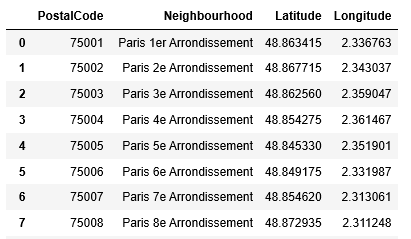 PostalCode Neighbourhood Latitude Longitude
0 75001 Paris 1er Arrondissement 48.863415 2.336763
1 75002 Paris 2e Arrondissement 48.867715 2.343037
2 75003 Paris 3e Arrondissement 48.862560 2.359047
3 75004 Paris 4e Arrondissement 48.854275 2.361467
4 75005 Paris 5e Arrondissement 48.845330 2.351901
5 75006 Paris 6e Arrondissement 48.849175 2.331987
6 75007 Paris 7e Arrondissement 48.854620 2.313061
7 75008 Paris 8e Arrondissement 48.872935 2.311248